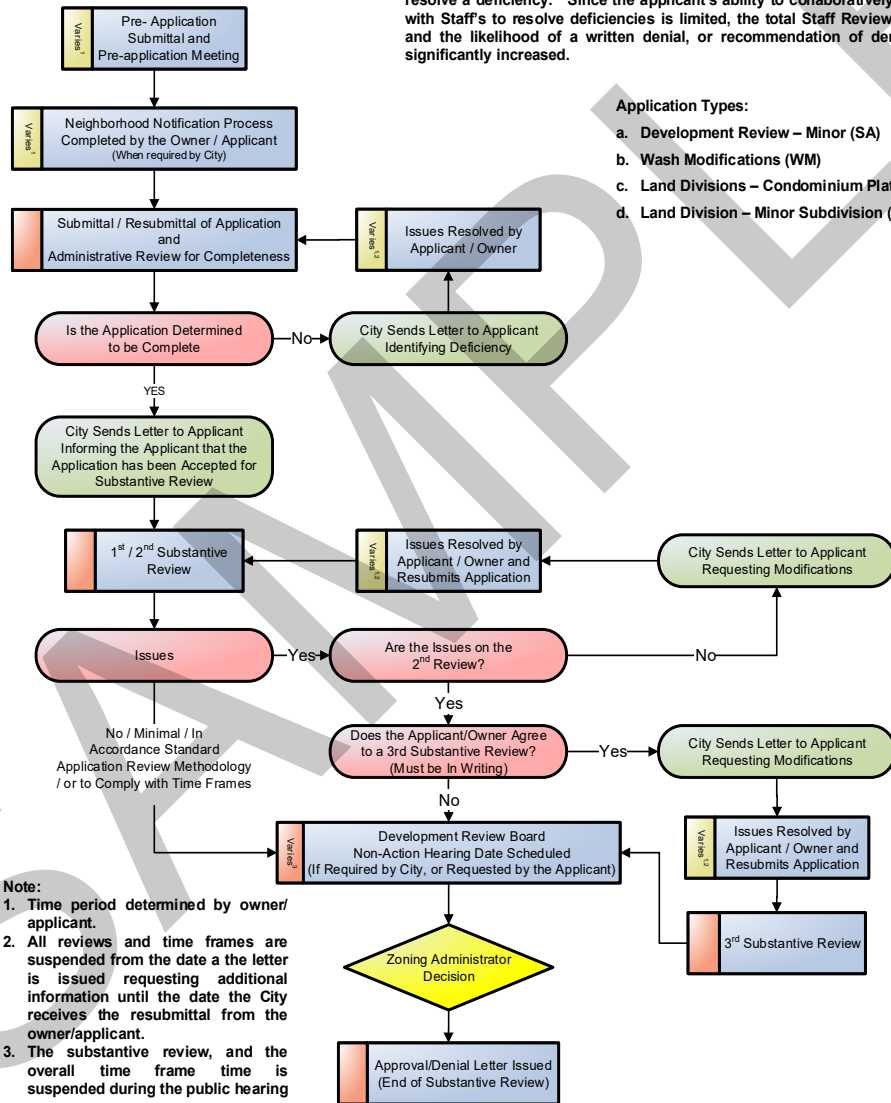 resolve a deficiency. Since the applicant's ability to collaboratively
with Staff's to resolve deficiencies is limited, the total Staff Review
and the likelihood of a written denial, or recommendation of
significantly increased.
Application Types:
a. Development Review – Minor (SA)
b. Wash Modifications (WM)
c. Land Divisions – Condominium
d. Land Division – Minor Subdivision (
Varies1
Pre- Application
Submittal and
Pre-application Meeting
Varies1
Neighborhood Notification Process
Completed by the Owner / Applicant
(When required by City)
Submittal / Resubmittal of Application
and
Administrative Review for Completeness
Varies1,2
Issues Resolved by
Applicant / Owner
Is the Application Determined
to be Complete
No
City Sends Letter to Applicant
Identifying Deficiency
YES
City Sends Letter to Applicant
Informing the Applicant that the
Application has been Accepted for
Substantive Review
1st / 2nd Substantive
Review
Varies1,2
Issues Resolved by
Applicant / Owner and
Resubmits Application
City Sends Letter to Applicant
Requesting Modifications
Issues
Yes
Are the Issues on the
2nd Review?
No
Yes
No / Minimal / In
Accordance Standard
Application Review Methodology
/ or to Comply with Time Frames
Does the Applicant/Owner Agree
to a 3rd Substantive Review?
(Must be In Writing)
Yes
City Sends Letter to Applicant
Requesting Modifications
No
Varies3
Development Review Board
Non-Action Hearing Date Scheduled
(If Required by City, or Requested by the Applicant)
Varies1,2
Issues Resolved by
Applicant / Owner and
Resubmits Application
3rd Substantive Review
Zoning Administrator
Decision
Approval/Denial Letter Issued
(End of Substantive Review)
Note:
1. Time period determined by owner/
applicant.
2. All reviews and time frames are
suspended from the date a the letter
is issued requesting additional
information until the date the City
receives the resubmittal from the
owner/applicant.
3. The substantive review, and the
overall time frame time is
suspended during the public hearing
SAMPLE